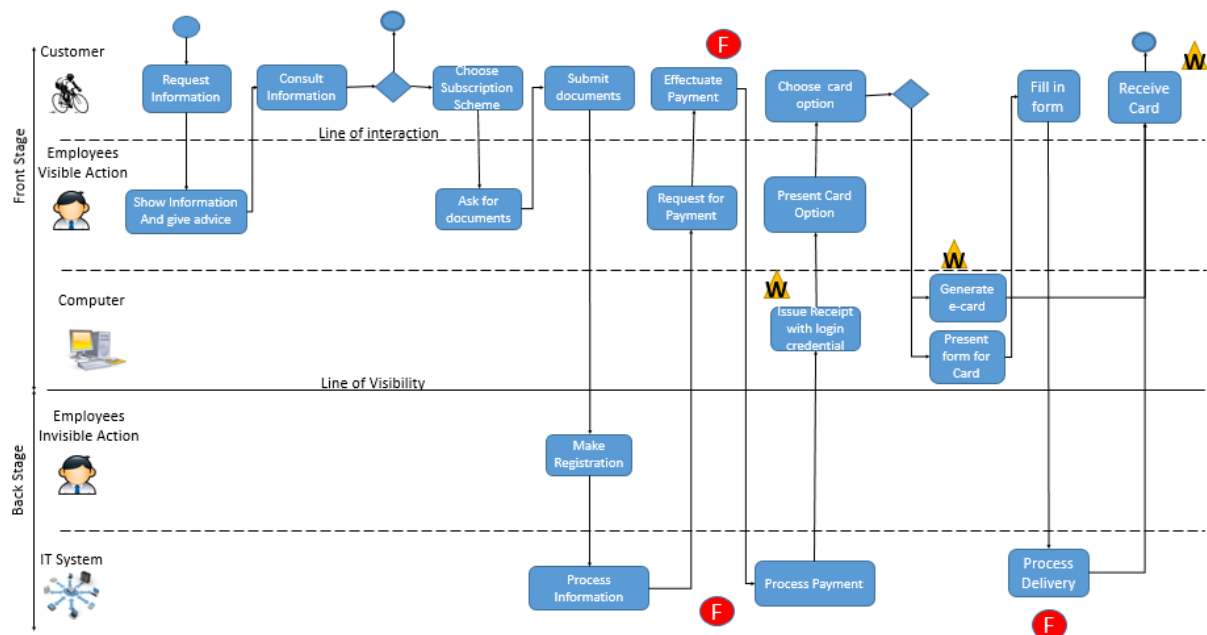 Customer
Request
Information
Consult
Information
Choose
Subscription
Scheme
Submit
documents
Effectuate
Payment
F
Choose card
option
Fill in
form
Receive
Card
W
Line of interaction
Front Stage
Employees
Visible Action
Show Information
And give advice
Ask for
documents
Request for
Payment
Present Card
Option
Computer
W
Issue Receipt
with login
credential
W
Generate
e-card
Present
form for
Card
Line of Visibility
Back Stage
Employees
Invisible Action
Make
Registration
IT System
Process
Information
F
Process Payment
Process
Delivery
F